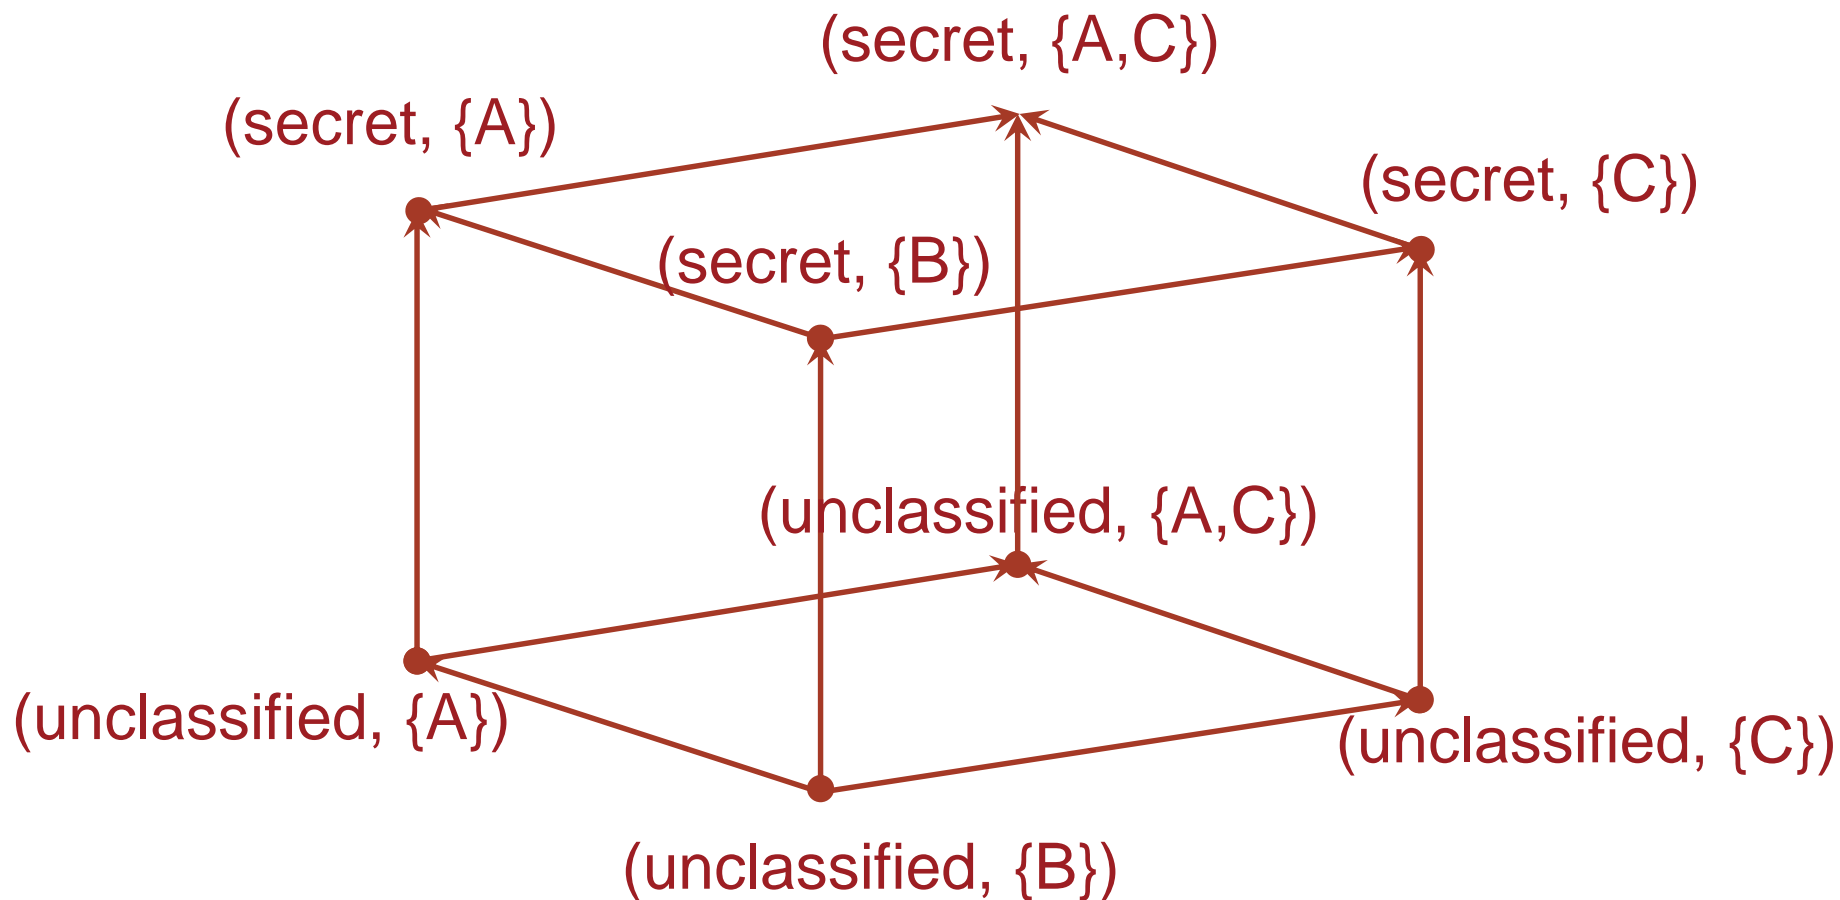 (secret, {A,C})
(secret, {A})
(secret, {C})
(secret, {B})
(unclassified, {A,C})
(unclassified, {A})
(unclassified, {C})
(unclassified, {B})